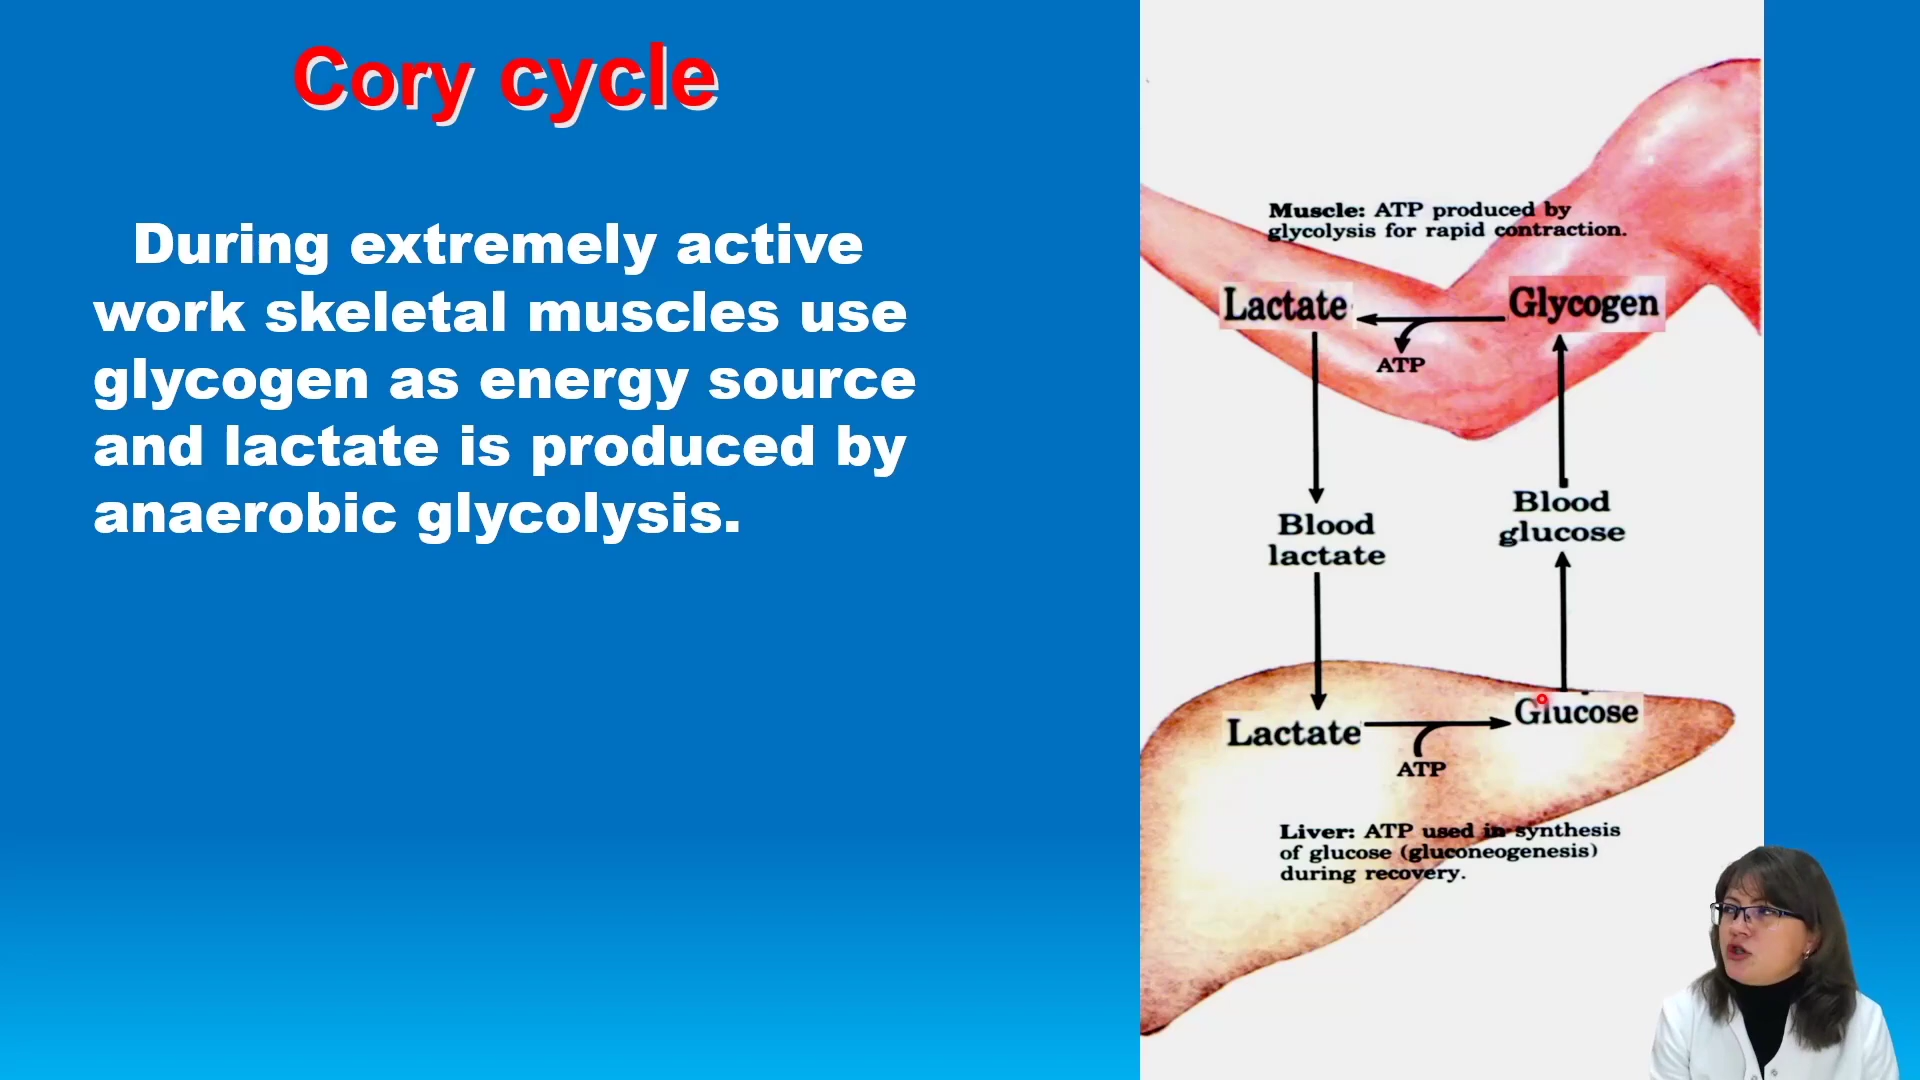 Cory cycle
During extremely active
work skeletal muscles use
glycogen as energy source
and lactate is produced by
anaerobic glycolysis.
Muscle: ATP produced by
glycolysis for rapid contraction.
Lactate
Glycogen
ATP
Blood
lactate
Blood
glucose
Lactate
Glucose
ATP
Liver: ATP used in synthesis
of glucose (gluconeogenesis)
during recovery.